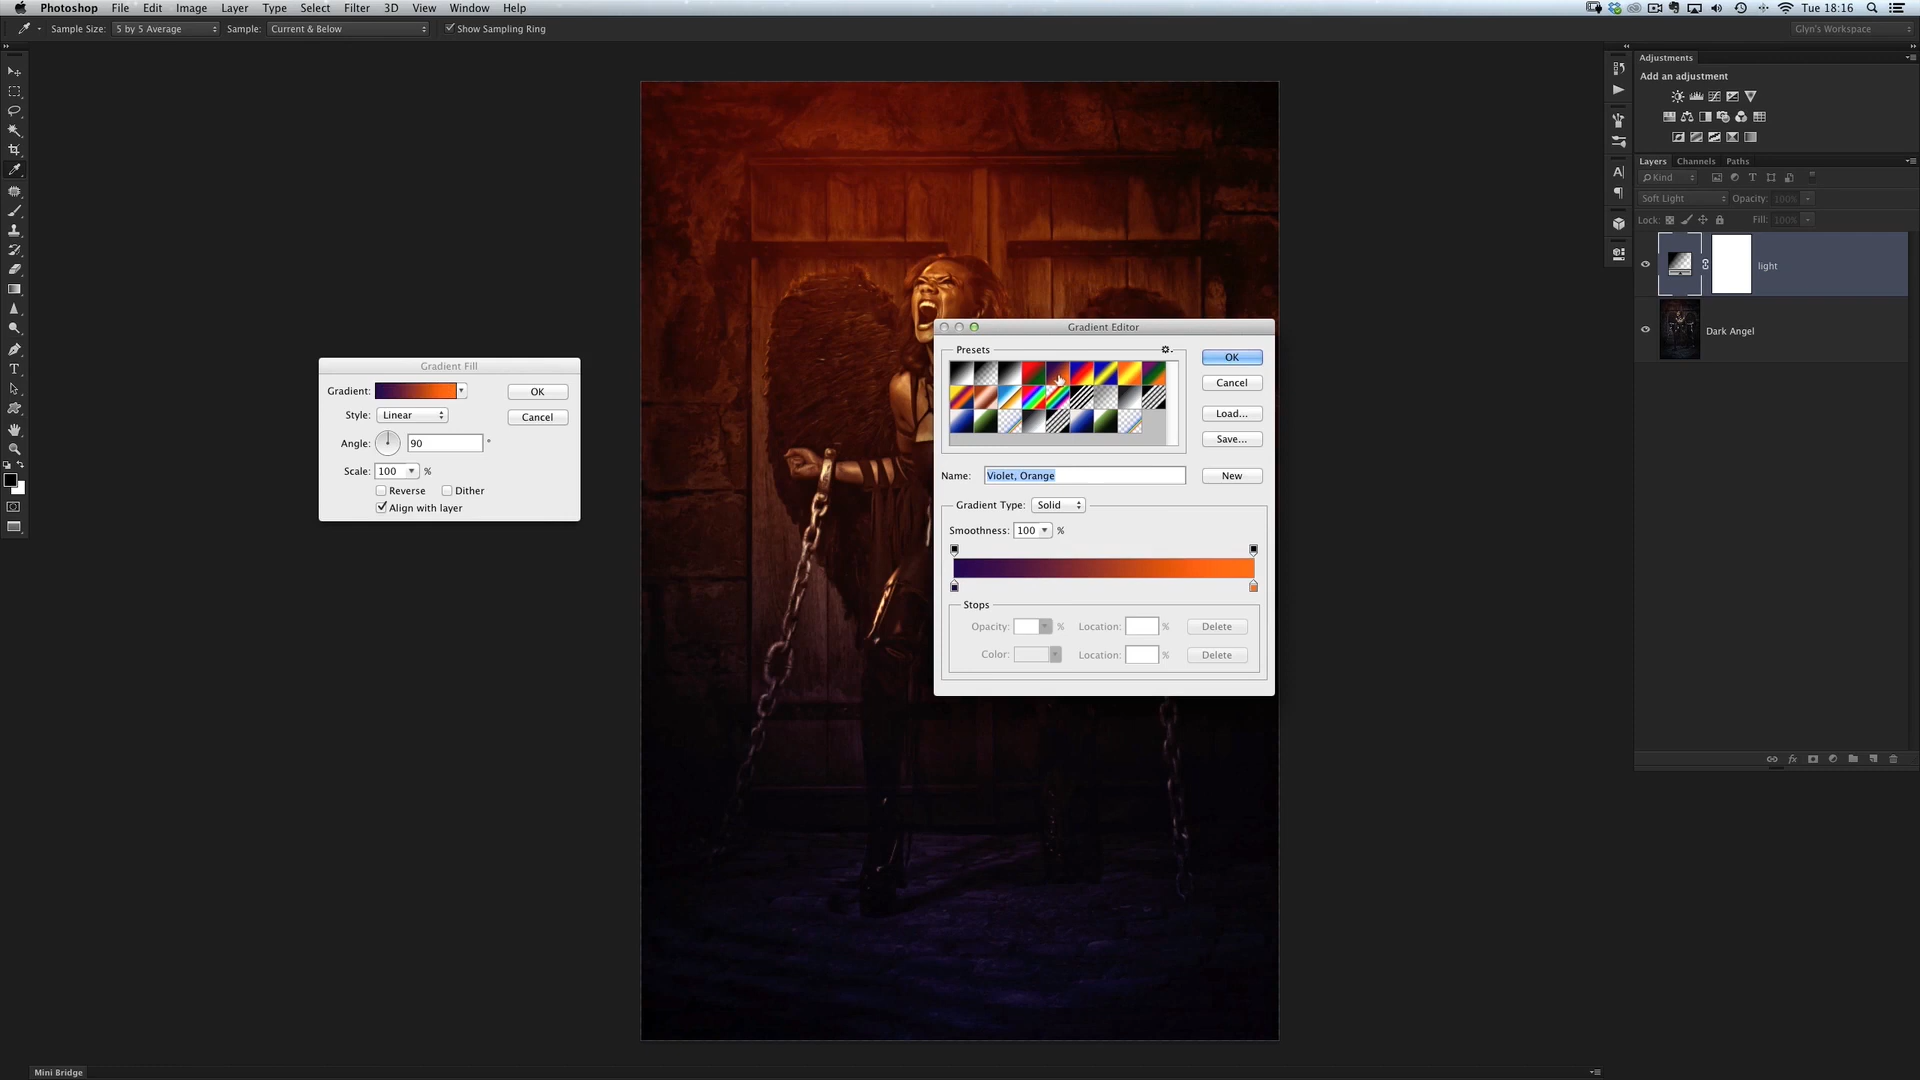 Photoshop File Edit Image Layer Type Select Filter 3D View Window Help Tue 18:16
Sample Size: 5 by 5 Average Sample: Current & Below Show Sampling Ring Glyn's Workspace
Adjustments
Add an adjustment
Layers Channels Paths
Kind
Soft Light Opacity: 100%
Lock: Fill: 100%
light
Dark Angel
Gradient Fill
Gradient: OK
Style: Linear Cancel
Angle: 90 °
Scale: 100 %
Reverse Dither
Align with layer
Gradient Editor
Presets
OK
Cancel
Load...
Save...
Name: Violet, Orange New
Gradient Type: Solid
Smoothness: 100 %
Stops
Opacity: % Location: % Delete
Color: Location: % Delete
Mini Bridge